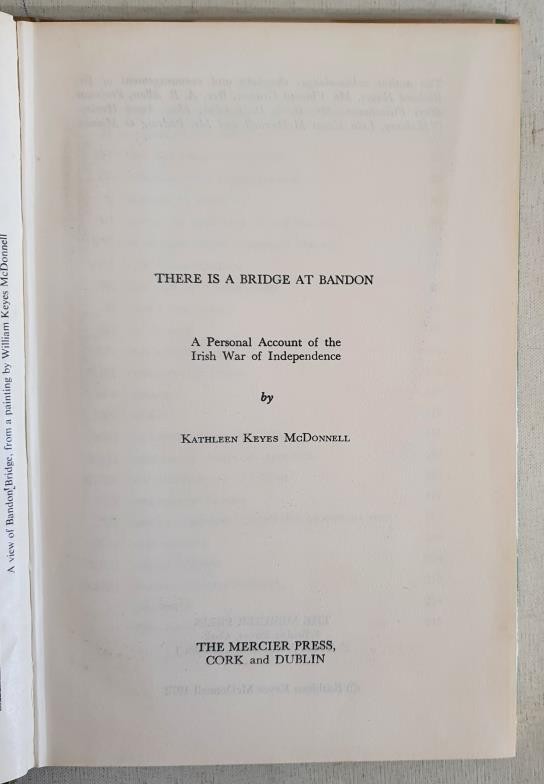 A view of Bandon Bridge, from a painting by William Keyes McDonnell
THERE IS A BRIDGE AT BANDON
A Personal Account of the
Irish War of Independence
by
KATHLEEN KEYES MCDONNELL
THE MERCIER PRESS,
CORK and DUBLIN